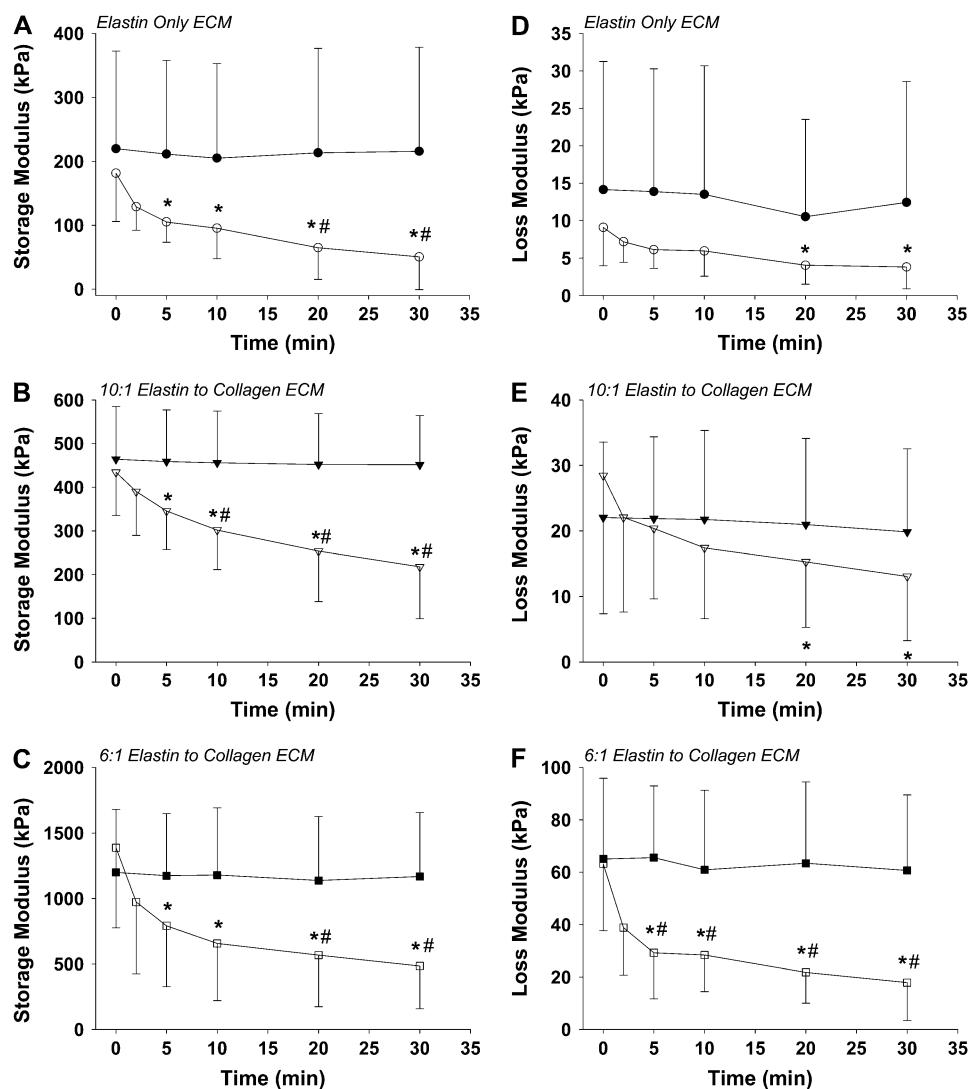 A
Elastin Only ECM
400
300
200
100
0
Storage Modulus (kPa)
* * *# *#
0 5 10 15 20 25 30 35
Time (min)
D
Elastin Only ECM
35
30
25
20
15
10
5
0
Loss Modulus (kPa)
* *
0 5 10 15 20 25 30 35
Time (min)
B
10:1 Elastin to Collagen ECM
600
500
400
300
200
100
0
Storage Modulus (kPa)
* *# *# *#
0 5 10 15 20 25 30 35
Time (min)
E
10:1 Elastin to Collagen ECM
40
30
20
10
0
Loss Modulus (kPa)
* *
0 5 10 15 20 25 30 35
Time (min)
C
6:1 Elastin to Collagen ECM
2000
1500
1000
500
0
Storage Modulus (kPa)
* * *# *#
0 5 10 15 20 25 30 35
Time (min)
F
6:1 Elastin to Collagen ECM
100
80
60
40
20
0
Loss Modulus (kPa)
*# *# *# *#
0 5 10 15 20 25 30 35
Time (min)